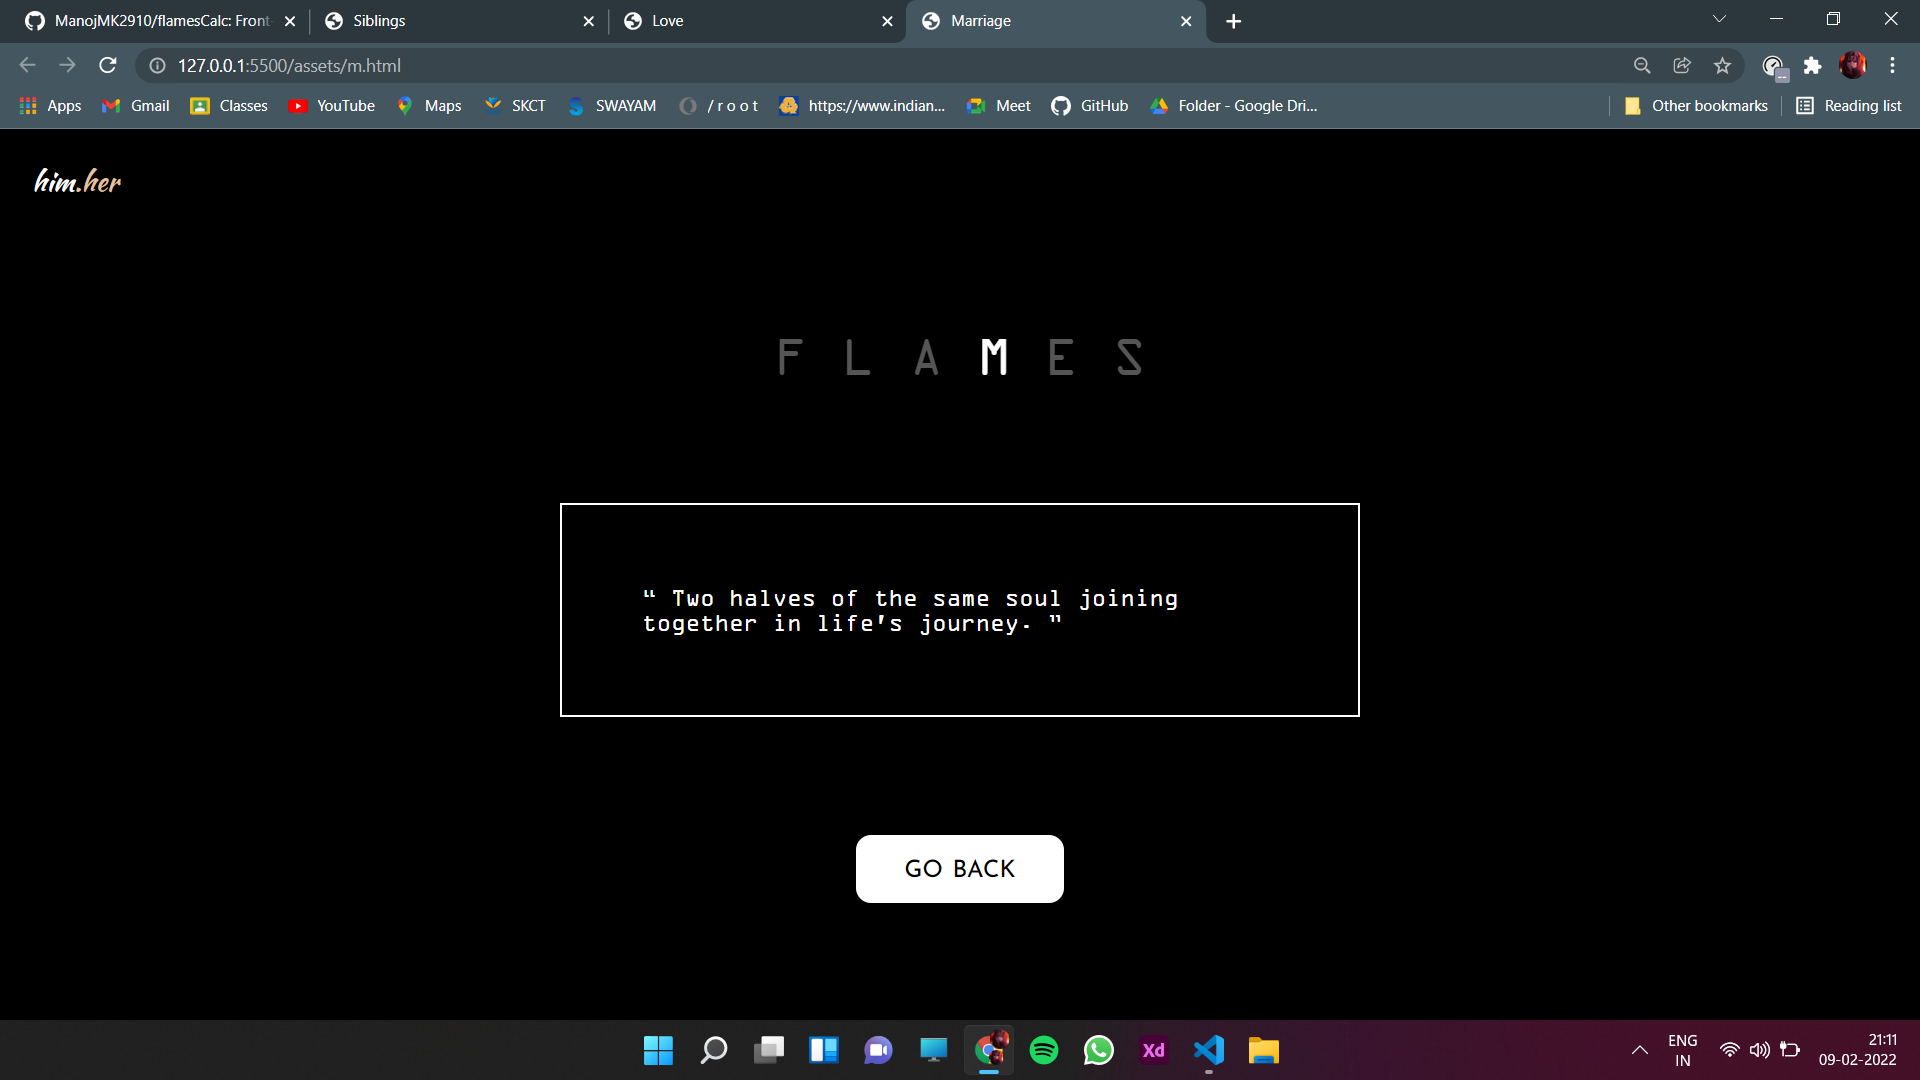 ManojMK2910/flamesCalc: Front-
Siblings
Love
Marriage
127.0.0.1:5500/assets/m.html
Apps
Gmail
Classes
YouTube
Maps
SKCT
SWAYAM
/ r o o t
https://www.indian...
Meet
GitHub
Folder - Google Dri...
Other bookmarks
Reading list
him.her
F L A M E S
“ Two halves of the same soul joining
together in life's journey. ”
GO BACK
Xd
ENG
IN
21:11
09-02-2022